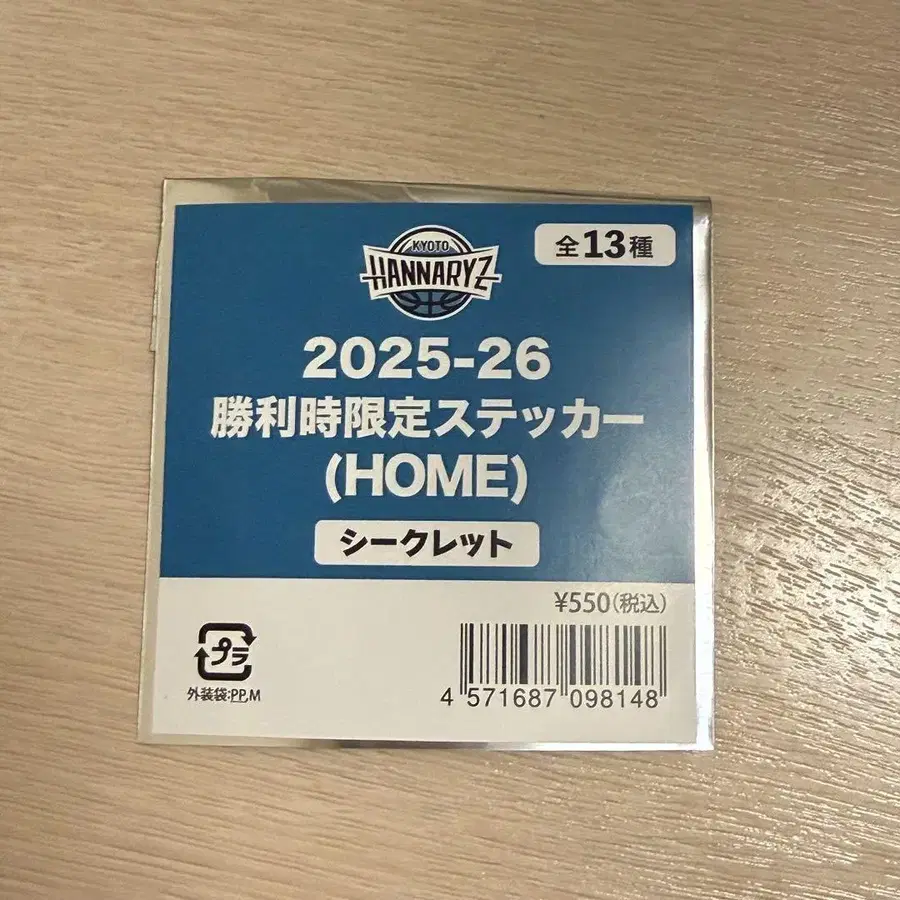 KYOTO
HANNARYZ
全13種
2025-26
勝利時限定ステッカー
(HOME)
シークレット
¥550(税込)
プラ
外装袋:PP,M
4 571687 098148